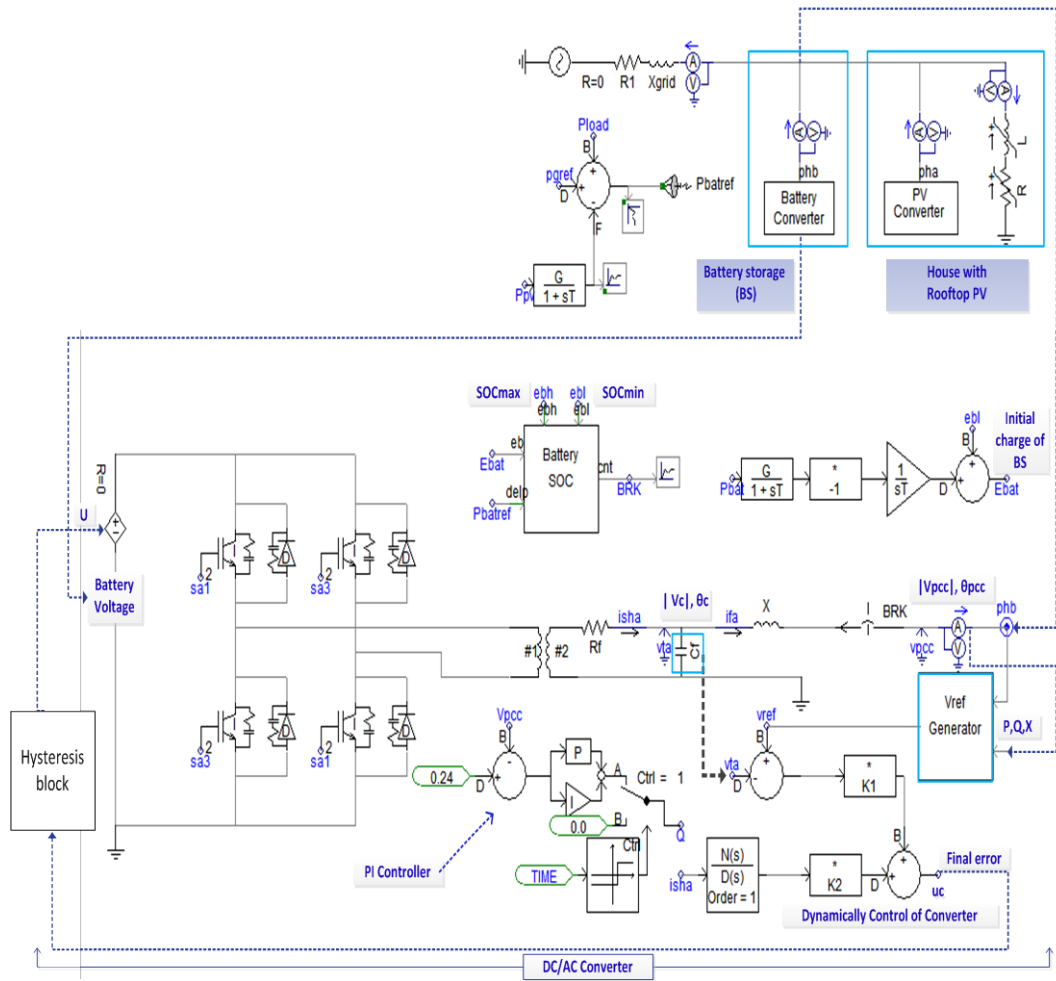 R=0
R1
Xgrid
A
V
A
V
A
V
A
V
L
R
phb
pha
Battery
Converter
PV
Converter
Battery storage
(BS)
House with
Rooftop PV
Pload
B
pgref
D
F
Pbatref
Ppv
G
1 + sT
SOCmax
ebh
ebl
SOCmin
ebh
ebl
eb
Ebat
Battery
SOC
cnt
BRK
delp
Pbatref
Pbat
G
1 + sT
*
-1
1
sT
D
ebl
B
Initial
charge of
BS
Ebat
R=0
U
Battery
Voltage
I
D
2
sa1
I
D
2
sa3
I
D
2
sa3
I
D
2
sa1
#1
#2
Rf
isha
| Vc|, θc
vta
Cf
ifa
X
I
BRK
|Vpcc|, θpcc
vpcc
A
V
phb
Vref
Generator
P,Q,X
Hysteresis
block
Vpcc
B
0.24
D
P
I
A
Ctrl = 1
0.0
B
Ctrl
Q
TIME
PI Controller
vref
B
vta
D
*
K1
isha
N(s)
D(s)
Order = 1
*
K2
D
B
Final error
uc
Dynamically Control of Converter
DC/AC Converter